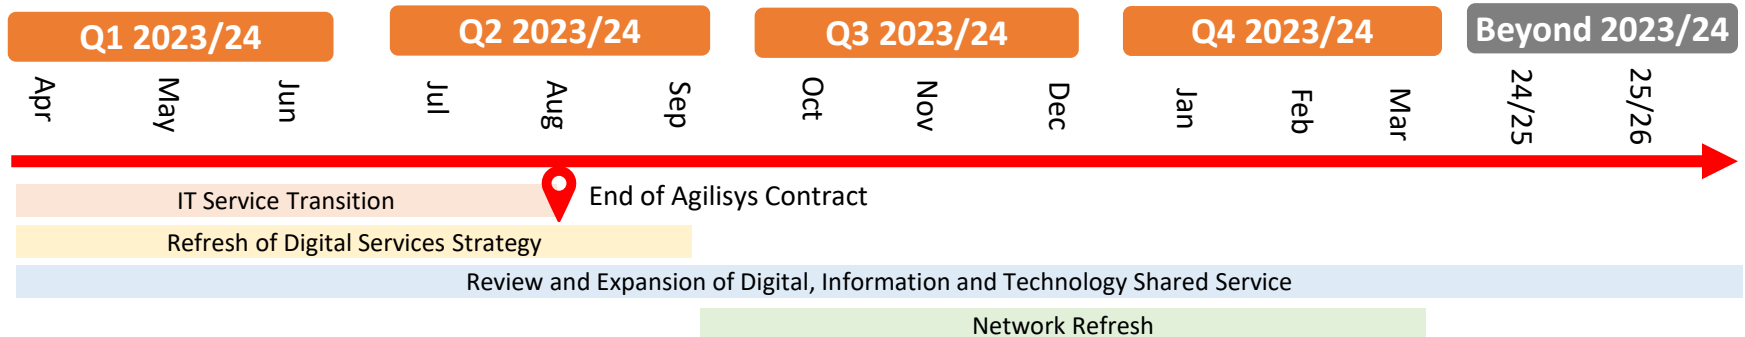 Q1 2023/24
Q2 2023/24
Q3 2023/24
Q4 2023/24
Beyond 2023/24
Apr
May
Jun
Jul
Aug
Sep
Oct
Nov
Dec
Jan
Feb
Mar
24/25
25/26
IT Service Transition
End of Agilisys Contract
Refresh of Digital Services Strategy
Review and Expansion of Digital, Information and Technology Shared Service
Network Refresh